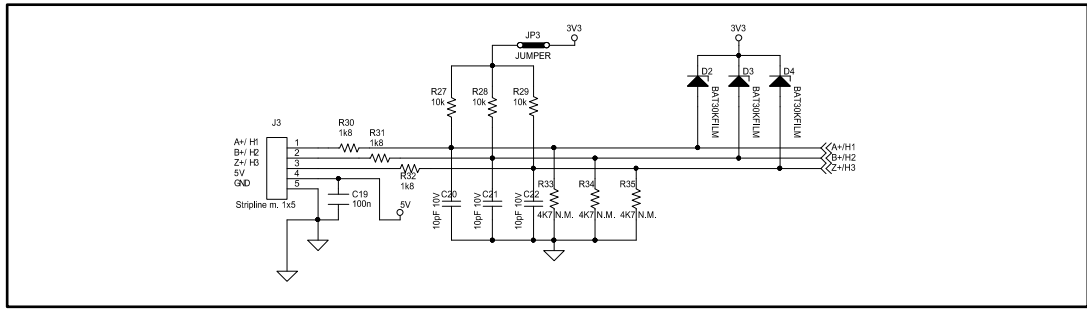 JP3
3V3
JUMPER
3V3
R27
10k
R28
10k
R29
10k
D2
BAT30KFILM
D3
BAT30KFILM
D4
BAT30KFILM
J3
R30
1k8
R31
1k8
R32
1k8
A+/ H1
1
B+/ H2
2
Z+/ H3
3
5V
4
GND
5
Stripline m. 1x5
C19
100n
5V
C20
10pF 10V
C21
10pF 10V
C22
10pF 10V
R33
4K7 N.M.
R34
4K7 N.M.
R35
4K7 N.M.
A+/H1
B+/H2
Z+/H3